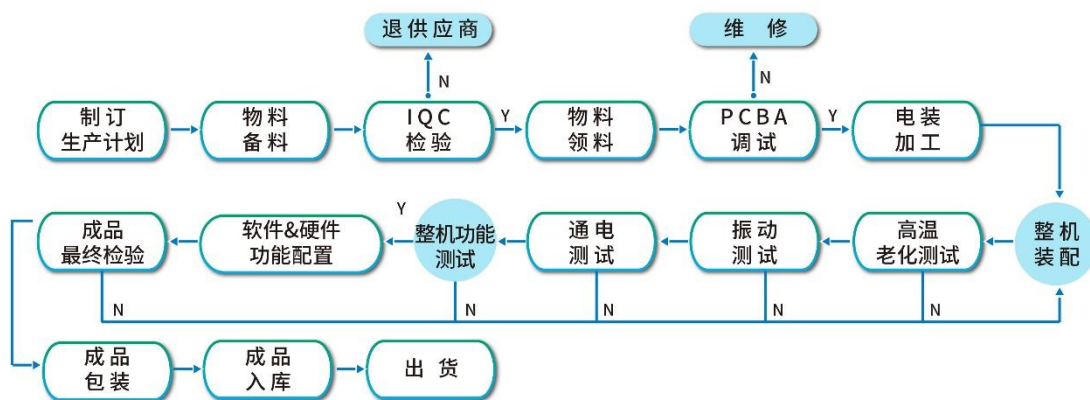 退供应商
维 修
N
N
制订
生产计划
物料
备料
IQC
检验
Y
物料
领料
PCBA
调试
Y
电装
加工
成品
最终检验
软件&硬件
功能配置
Y
整机功能
测试
通电
测试
振动
测试
高温
老化测试
整机
装配
N
N
N
N
N
成品
包装
成品
入库
出 货